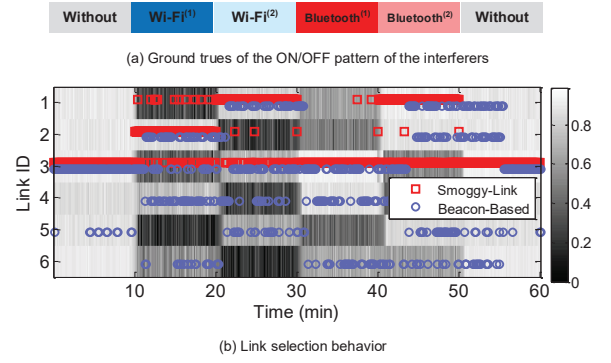 Without Wi-Fi(1) Wi-Fi(2) Bluetooth(1) Bluetooth(2) Without
(a) Ground trues of the ON/OFF pattern of the interferers
Link ID
1
2
3
4
5
6
Smoggy-Link
Beacon-Based
0.8
0.6
0.4
0.2
0
10 20 30 40 50 60
Time (min)
(b) Link selection behavior